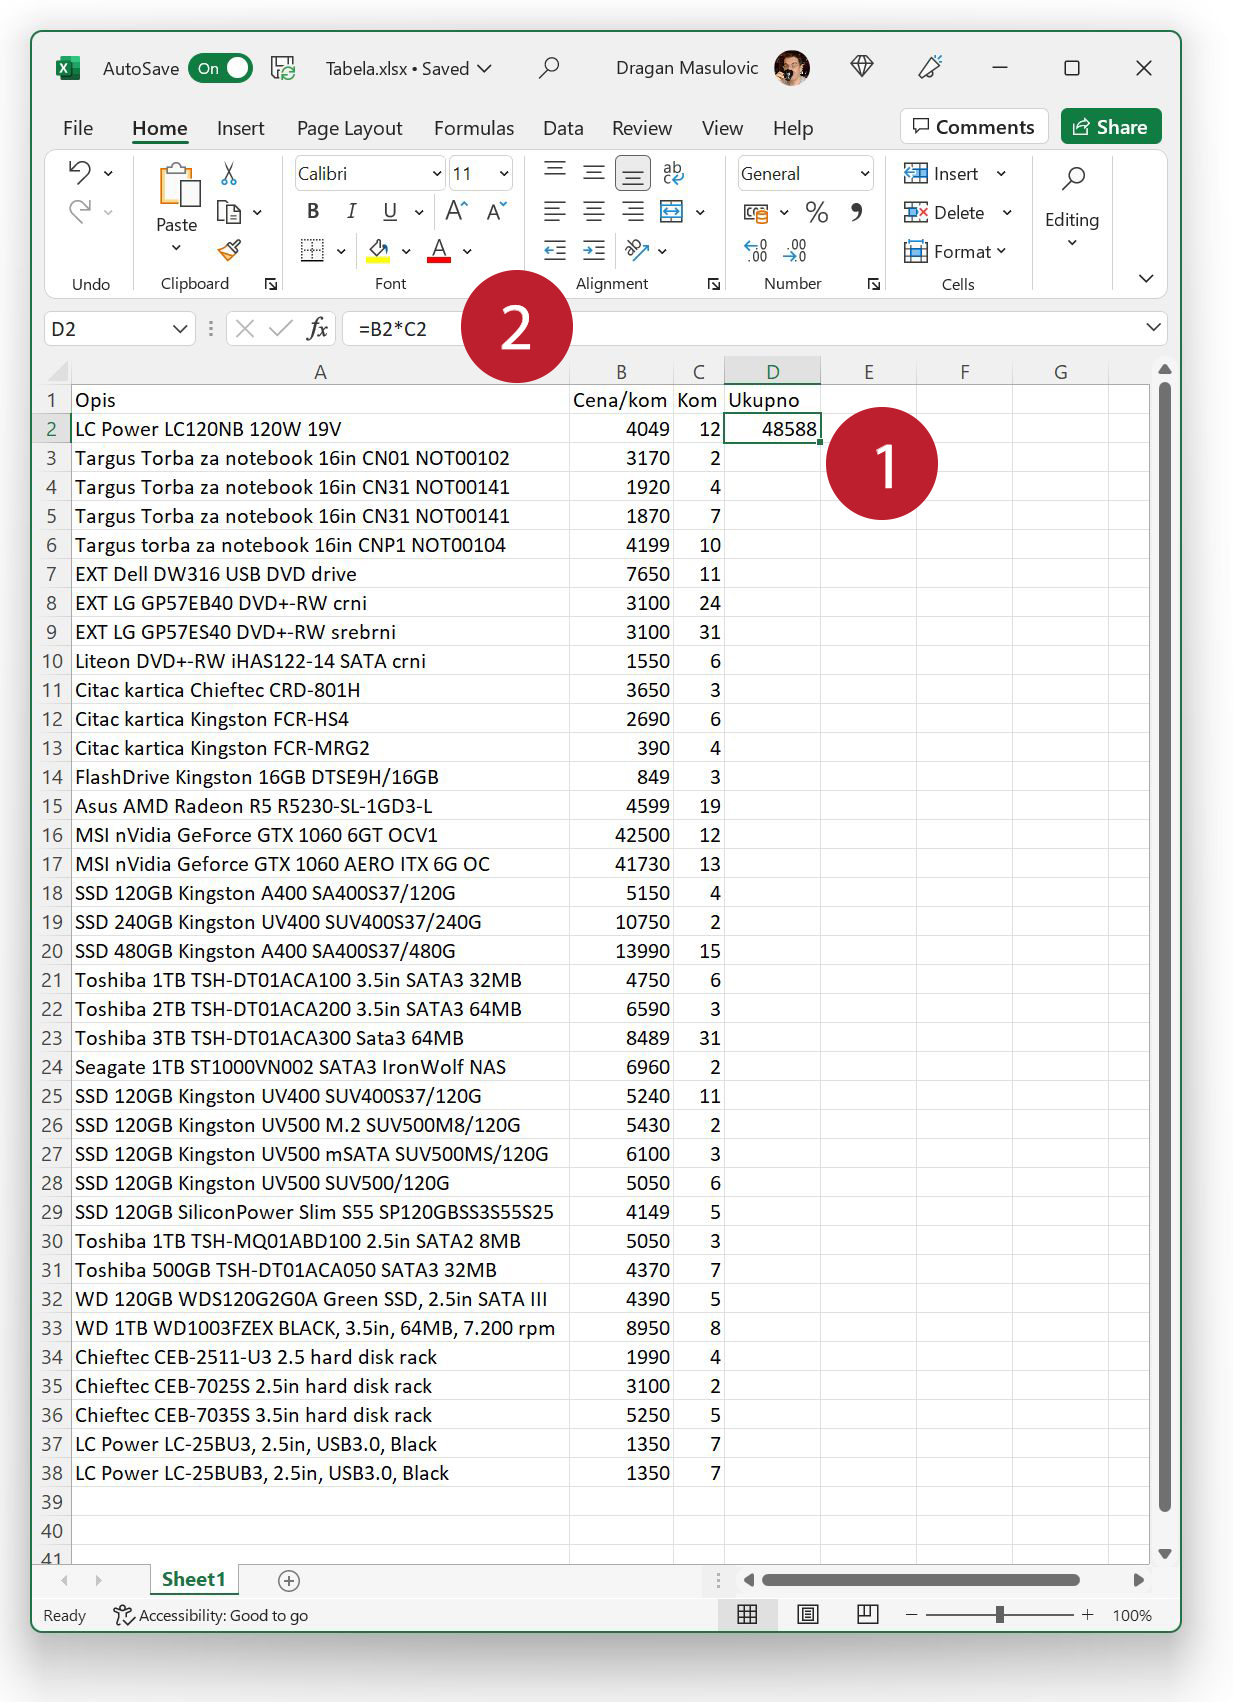 AutoSave On Tabela.xlsx • Saved Dragan Masulovic
File Home Insert Page Layout Formulas Data Review View Help Comments Share
Paste Calibri 11 B I U A A A ab c General % , .00 Insert Delete Format Editing
Undo Clipboard Font Alignment Number Cells
D2 fx =B2*C2 2
A B C D E F G
1 Opis Cena/kom Kom Ukupno
2 LC Power LC120NB 120W 19V 4049 12 48588
1
3 Targus Torba za notebook 16in CN01 NOT00102 3170 2
4 Targus Torba za notebook 16in CN31 NOT00141 1920 4
5 Targus Torba za notebook 16in CN31 NOT00141 1870 7
6 Targus torba za notebook 16in CNP1 NOT00104 4199 10
7 EXT Dell DW316 USB DVD drive 7650 11
8 EXT LG GP57EB40 DVD+-RW crni 3100 24
9 EXT LG GP57ES40 DVD+-RW srebrni 3100 31
10 Liteon DVD+-RW iHAS122-14 SATA crni 1550 6
11 Citac kartica Chieftec CRD-801H 3650 3
12 Citac kartica Kingston FCR-HS4 2690 6
13 Citac kartica Kingston FCR-MRG2 390 4
14 FlashDrive Kingston 16GB DTSE9H/16GB 849 3
15 Asus AMD Radeon R5 R5230-SL-1GD3-L 4599 19
16 MSI nVidia GeForce GTX 1060 6GT OCV1 42500 12
17 MSI nVidia Geforce GTX 1060 AERO ITX 6G OC 41730 13
18 SSD 120GB Kingston A400 SA400S37/120G 5150 4
19 SSD 240GB Kingston UV400 SUV400S37/240G 10750 2
20 SSD 480GB Kingston A400 SA400S37/480G 13990 15
21 Toshiba 1TB TSH-DT01ACA100 3.5in SATA3 32MB 4750 6
22 Toshiba 2TB TSH-DT01ACA200 3.5in SATA3 64MB 6590 3
23 Toshiba 3TB TSH-DT01ACA300 Sata3 64MB 8489 31
24 Seagate 1TB ST1000VN002 SATA3 IronWolf NAS 6960 2
25 SSD 120GB Kingston UV400 SUV400S37/120G 5240 11
26 SSD 120GB Kingston UV500 M.2 SUV500M8/120G 5430 2
27 SSD 120GB Kingston UV500 mSATA SUV500MS/120G 6100 3
28 SSD 120GB Kingston UV500 SUV500/120G 5050 6
29 SSD 120GB SiliconPower Slim S55 SP120GBSS3S55S25 4149 5
30 Toshiba 1TB TSH-MQ01ABD100 2.5in SATA2 8MB 5050 3
31 Toshiba 500GB TSH-DT01ACA050 SATA3 32MB 4370 7
32 WD 120GB WDS120G2G0A Green SSD, 2.5in SATA III 4390 5
33 WD 1TB WD1003FZEX BLACK, 3.5in, 64MB, 7.200 rpm 8950 8
34 Chieftec CEB-2511-U3 2.5 hard disk rack 1990 4
35 Chieftec CEB-7025S 2.5in hard disk rack 3100 2
36 Chieftec CEB-7035S 3.5in hard disk rack 5250 5
37 LC Power LC-25BU3, 2.5in, USB3.0, Black 1350 7
38 LC Power LC-25BUB3, 2.5in, USB3.0, Black 1350 7
39
40
41
Sheet1
Ready Accessibility: Good to go 100%